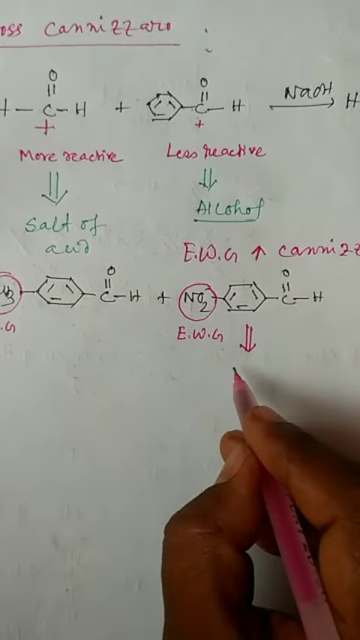 oss Cannizzaro :
H - C - H + C - H NaOH H
O O
+ +
More reactive Less reactive
Salt of acid Alcohol
E.W.G ↑ Cannizz
O O
C-H + NO2 C-H
.G E.W.G